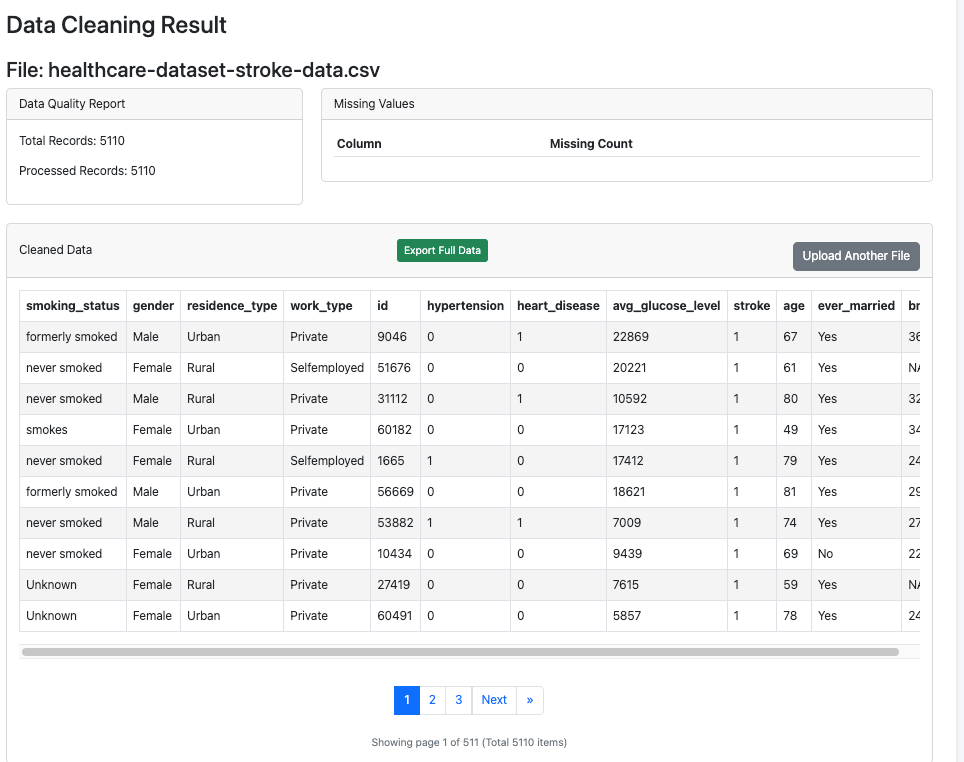 Data Cleaning Result
File: healthcare-dataset-stroke-data.csv
Data Quality Report
Total Records: 5110
Processed Records: 5110
Missing Values
Column Missing Count
Cleaned Data
Export Full Data
Upload Another File
smoking_status gender residence_type work_type id hypertension heart_disease avg_glucose_level stroke age ever_married br
formerly smoked Male Urban Private 9046 0 1 22869 1 67 Yes 36
never smoked Female Rural Selfemployed 51676 0 0 20221 1 61 Yes NA
never smoked Male Rural Private 31112 0 1 10592 1 80 Yes 32
smokes Female Urban Private 60182 0 0 17123 1 49 Yes 34
never smoked Female Rural Selfemployed 1665 1 0 17412 1 79 Yes 24
formerly smoked Male Urban Private 56669 0 0 18621 1 81 Yes 29
never smoked Male Rural Private 53882 1 1 7009 1 74 Yes 27
never smoked Female Urban Private 10434 0 0 9439 1 69 No 22
Unknown Female Rural Private 27419 0 0 7615 1 59 Yes NA
Unknown Female Urban Private 60491 0 0 5857 1 78 Yes 24
1 2 3 Next »
Showing page 1 of 511 (Total 5110 items)